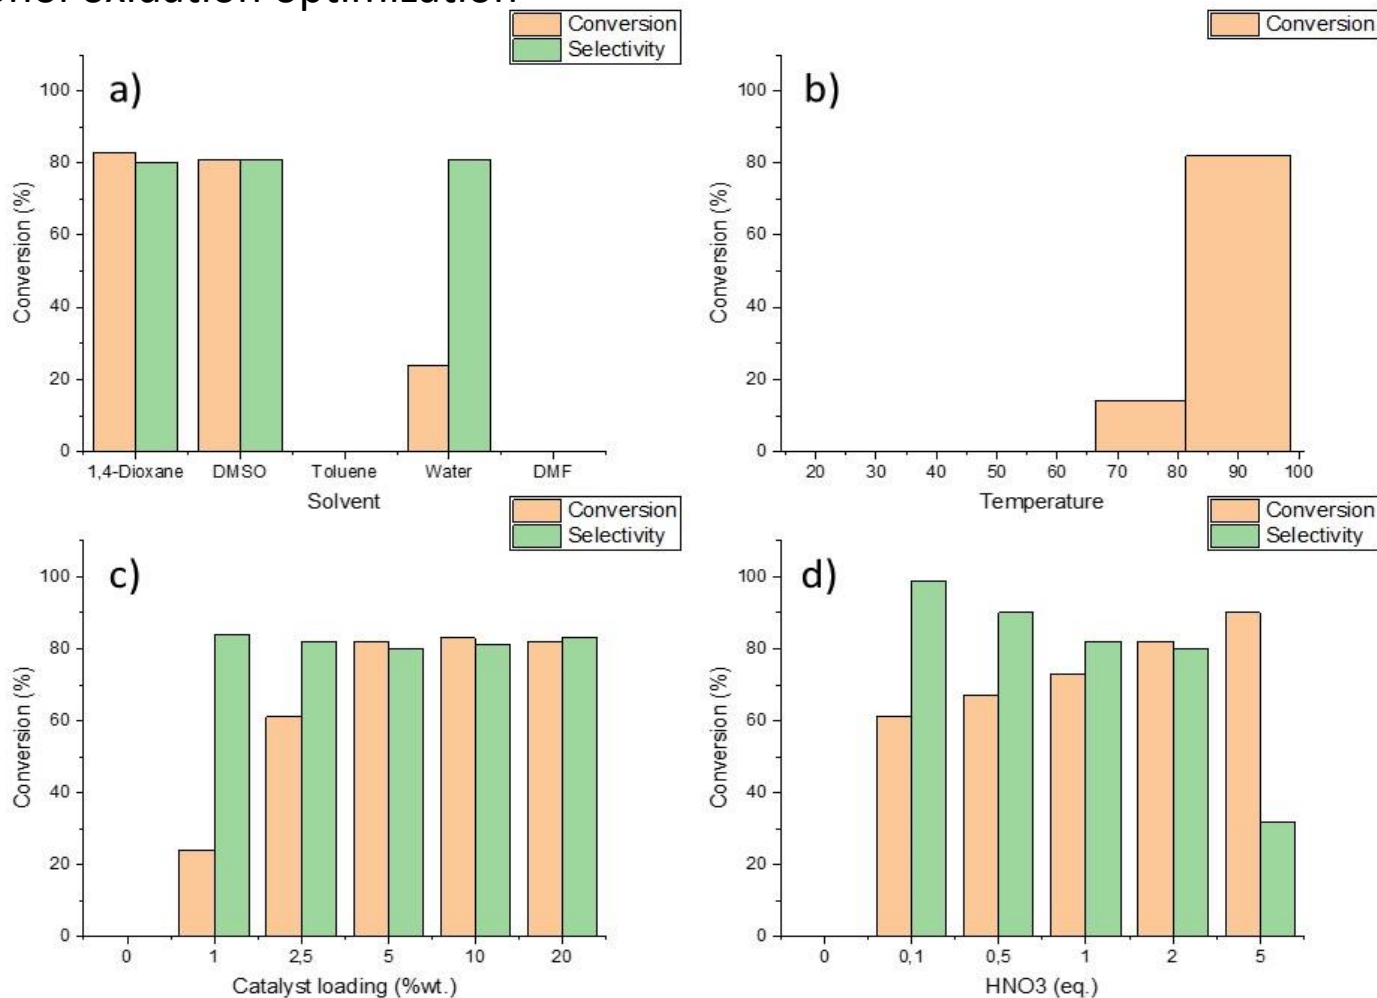 oxidation optimization
Conversion
Selectivity
a)
Conversion (%)
100
80
60
40
20
0
1,4-Dioxane DMSO Toluene Water DMF
Solvent
Conversion
b)
Conversion (%)
100
80
60
40
20
0
20 30 40 50 60 70 80 90 100
Temperature
Conversion
Selectivity
c)
Conversion (%)
100
80
60
40
20
0
0 1 2,5 5 10 20
Catalyst loading (%wt.)
Conversion
Selectivity
d)
Conversion (%)
100
80
60
40
20
0
0 0,1 0,5 1 2 5
HNO3 (eq.)